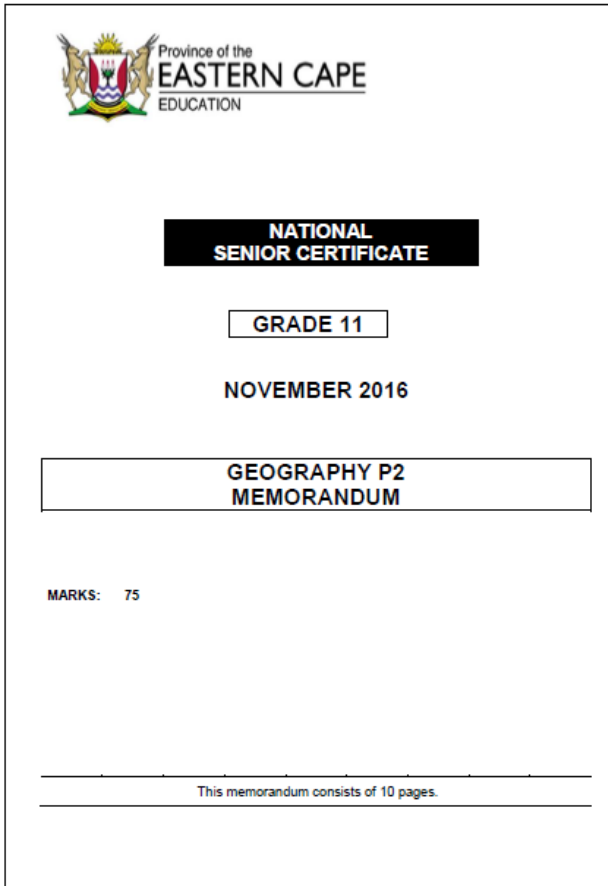 Province of the
EASTERN CAPE
EDUCATION
NATIONAL
SENIOR CERTIFICATE
GRADE 11
NOVEMBER 2016
GEOGRAPHY P2
MEMORANDUM
MARKS: 75
This memorandum consists of 10 pages.